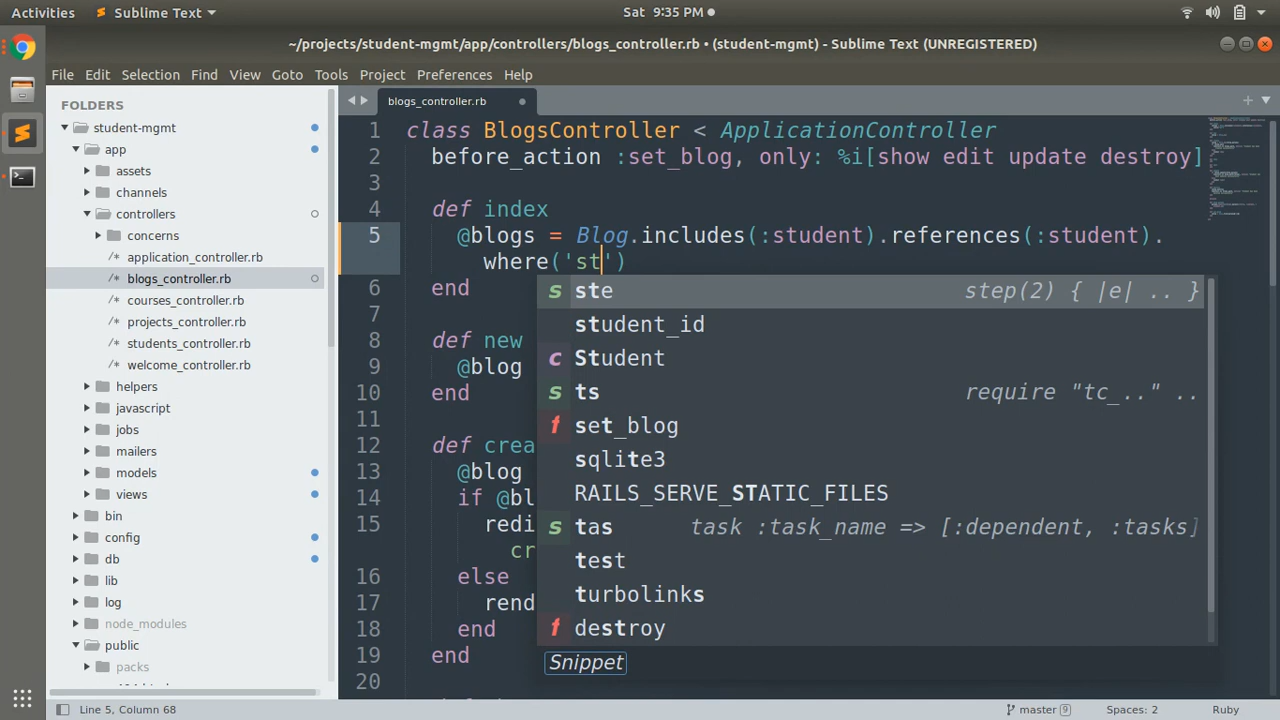 Activities
Sublime Text
Sat 9:35 PM
~/projects/student-mgmt/app/controllers/blogs_controller.rb • (student-mgmt) - Sublime Text (UNREGISTERED)
File Edit Selection Find View Goto Tools Project Preferences Help
FOLDERS
student-mgmt
app
assets
channels
controllers
concerns
/* application_controller.rb
/* blogs_controller.rb
/* courses_controller.rb
/* projects_controller.rb
/* students_controller.rb
/* welcome_controller.rb
helpers
javascript
jobs
mailers
models
views
bin
config
db
lib
log
node_modules
public
packs
blogs_controller.rb
1 class BlogsController < ApplicationController
2 before_action :set_blog, only: %i[show edit update destroy]
3
4 def index
5 @blogs = Blog.includes(:student).references(:student).
where('st')
6 end
7
8 def new
9 @blog
10 end
11
12 def crea
13 @blog
14 if @bl
15 redi
cr
16 else
17 rend
18 end
19 end
20
s ste step(2) { |e| .. }
student_id
c Student
s ts require "tc_.." ..
f set_blog
sqlite3
RAILS_SERVE_STATIC_FILES
s tas task :task_name => [:dependent, :tasks]
test
turbolinks
f destroy
Snippet
Line 5, Column 68
master 9
Spaces: 2
Ruby